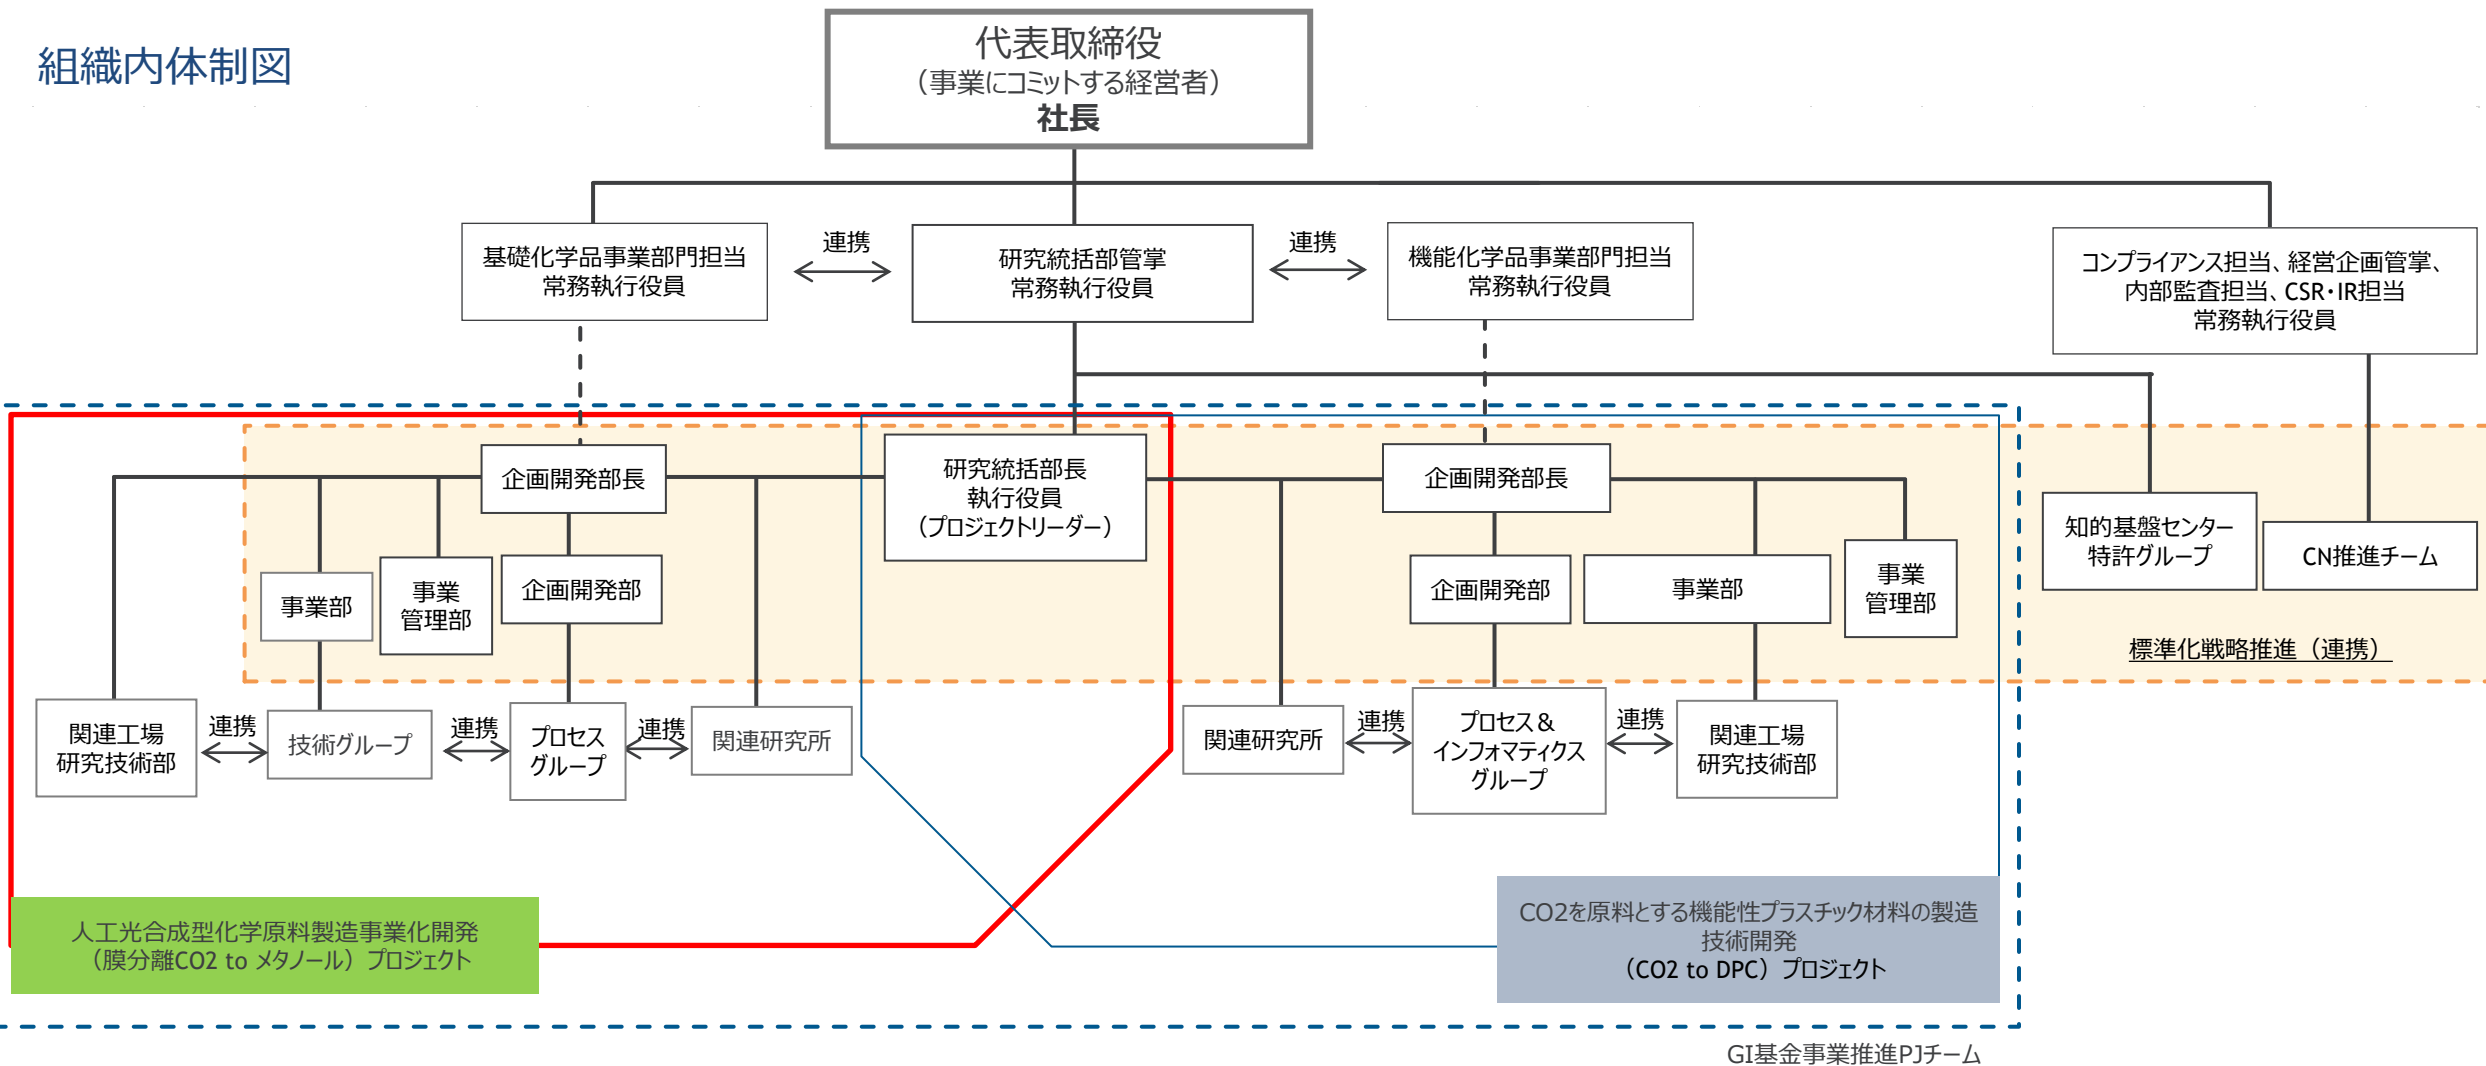 組織内体制図
代表取締役
（事業にコミットする経営者）
社長
基礎化学品事業部門担当
常務執行役員
連携
研究統括部管掌
常務執行役員
連携
機能化学品事業部門担当
常務執行役員
コンプライアンス担当、経営企画管掌、
内部監査担当、CSR・IR担当
常務執行役員
企画開発部長
研究統括部長
執行役員
（プロジェクトリーダー）
企画開発部長
事業部
事業
管理部
企画開発部
企画開発部
事業部
事業
管理部
知的基盤センター
特許グループ
CN推進チーム
標準化戦略推進（連携）
関連工場
研究技術部
連携
技術グループ
連携
プロセス
グループ
連携
関連研究所
関連研究所
連携
プロセス＆
インフォマティクス
グループ
連携
関連工場
研究技術部
人工光合成型化学原料製造事業化開発
（膜分離CO2 to メタノール）プロジェクト
CO2を原料とする機能性プラスチック材料の製造
技術開発
（CO2 to DPC）プロジェクト
GI基金事業推進PJチーム